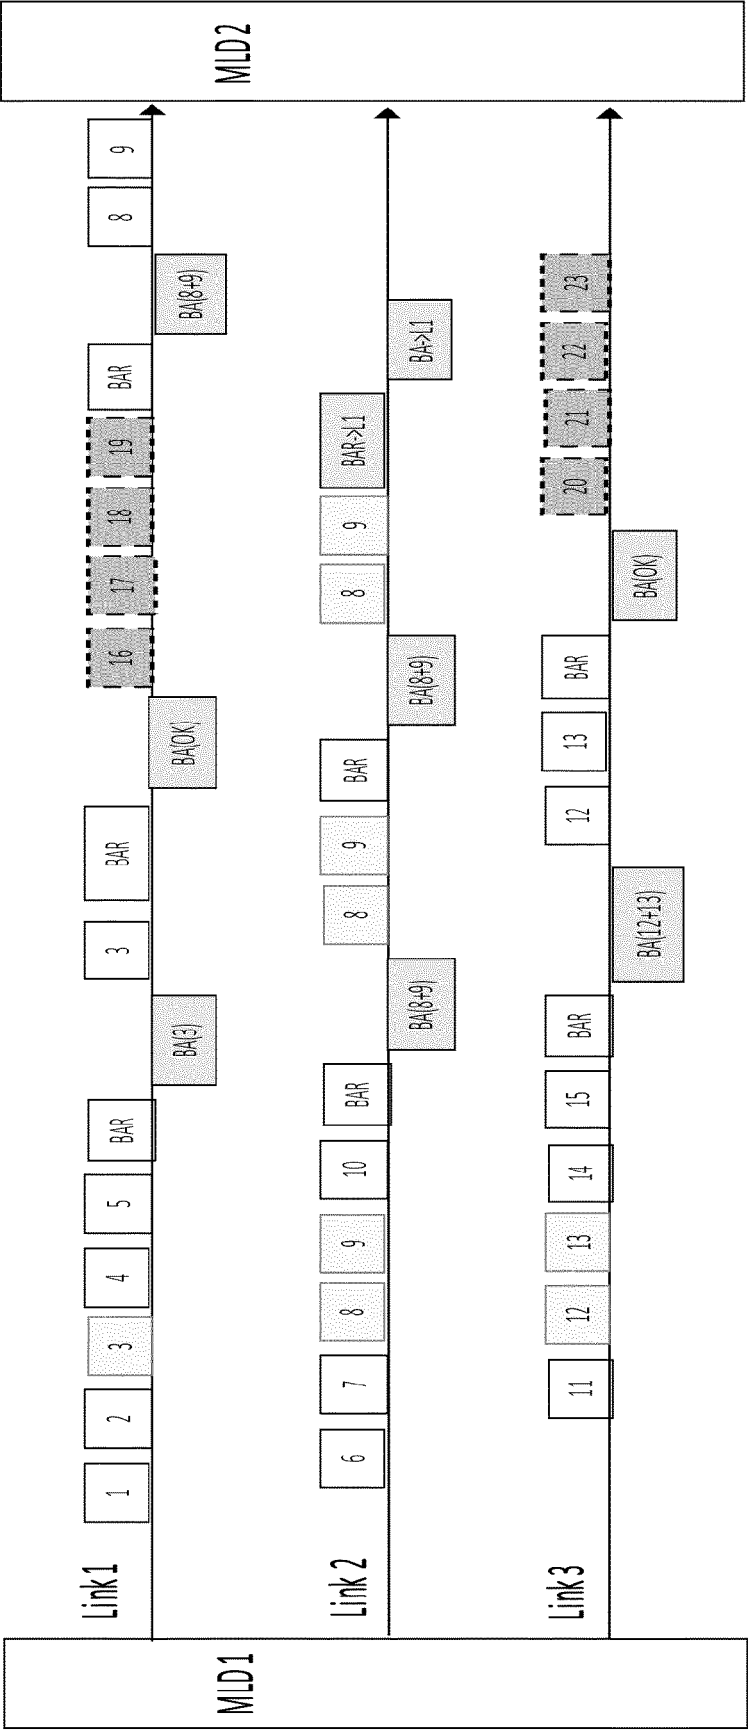 MLD1
Link1
1
2
3
4
5
BAR
BA(3)
3
BAR
BA(OK)
16
17
18
19
BAR
BA(8+9)
8
9
Link 2
6
7
8
9
10
BAR
BA(8+9)
8
9
BAR
BA(8+9)
8
9
BAR->L1
BA->L1
Link3
11
12
13
14
15
BAR
BA(12+13)
12
13
BAR
BA(OK)
20
21
22
23
MLD2